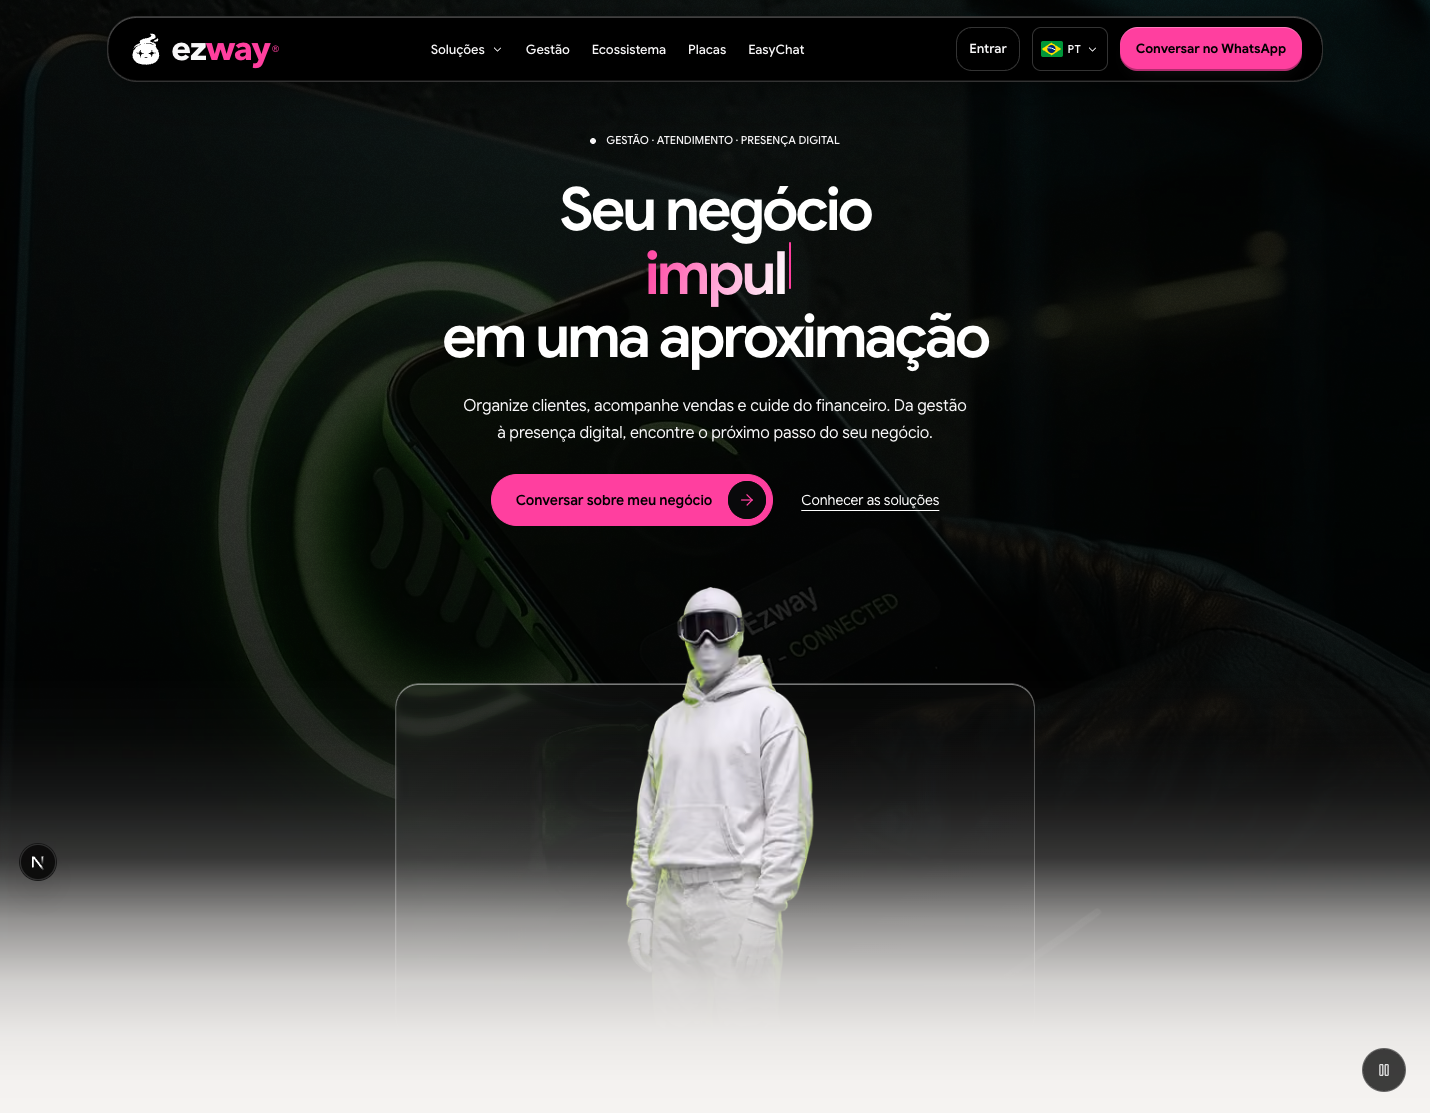 ezway®
Soluções
Gestão
Ecossistema
Placas
EasyChat
Entrar
PT
Conversar no WhatsApp
GESTÃO · ATENDIMENTO · PRESENÇA DIGITAL
Seu negócio
impul
em uma aproximação
Organize clientes, acompanhe vendas e cuide do financeiro. Da gestão
à presença digital, encontre o próximo passo do seu negócio.
Conversar sobre meu negócio
Conhecer as soluções
Ezway
- CONNECTED
N